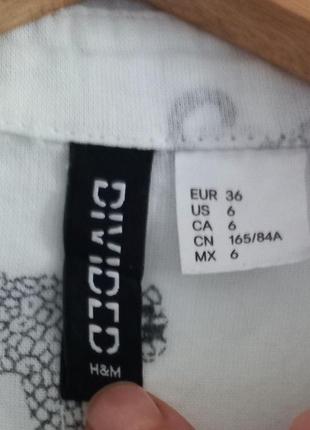 DIVIDED
H&M
EUR 36
US 6
CA 6
CN 165/84A
MX 6